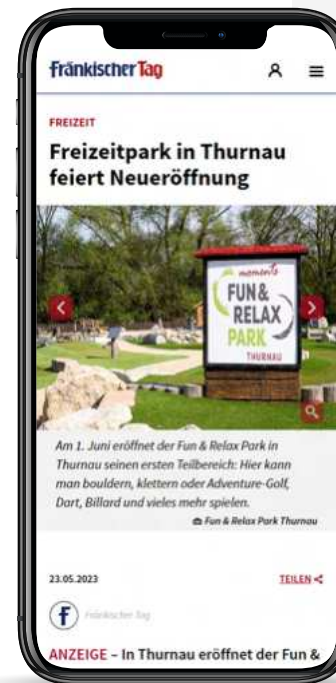 Fränkischer Tag
FREIZEIT
Freizeitpark in Thurnau
feiert Neueröffnung
moments
FUN &
RELAX
PARK
THURNAU
Am 1. Juni eröffnet der Fun & Relax Park in
Thurnau seinen ersten Teilbereich: Hier kann
man bouldern, klettern oder Adventure-Golf,
Dart, Billard und vieles mehr spielen.
Fun & Relax Park Thurnau
23.05.2023
TEILEN
f
Fränkischer Tag
ANZEIGE – In Thurnau eröffnet der Fun &